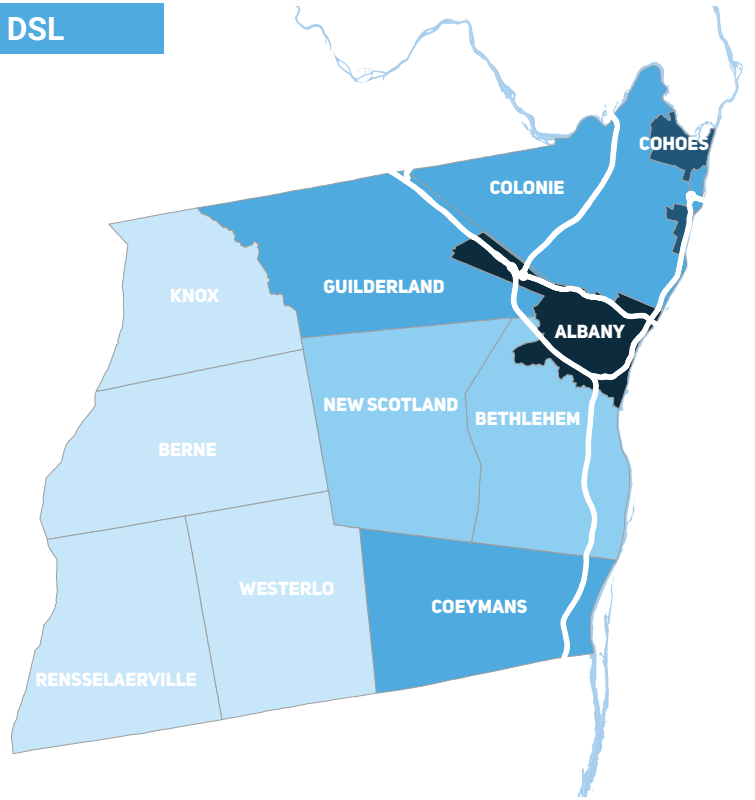 DSL
COHOES
COLONIE
GUILDERLAND
KNOX
ALBANY
NEW SCOTLAND
BETHLEHEM
BERNE
WESTERLO
COEYMANS
RENSSELAERVILLE